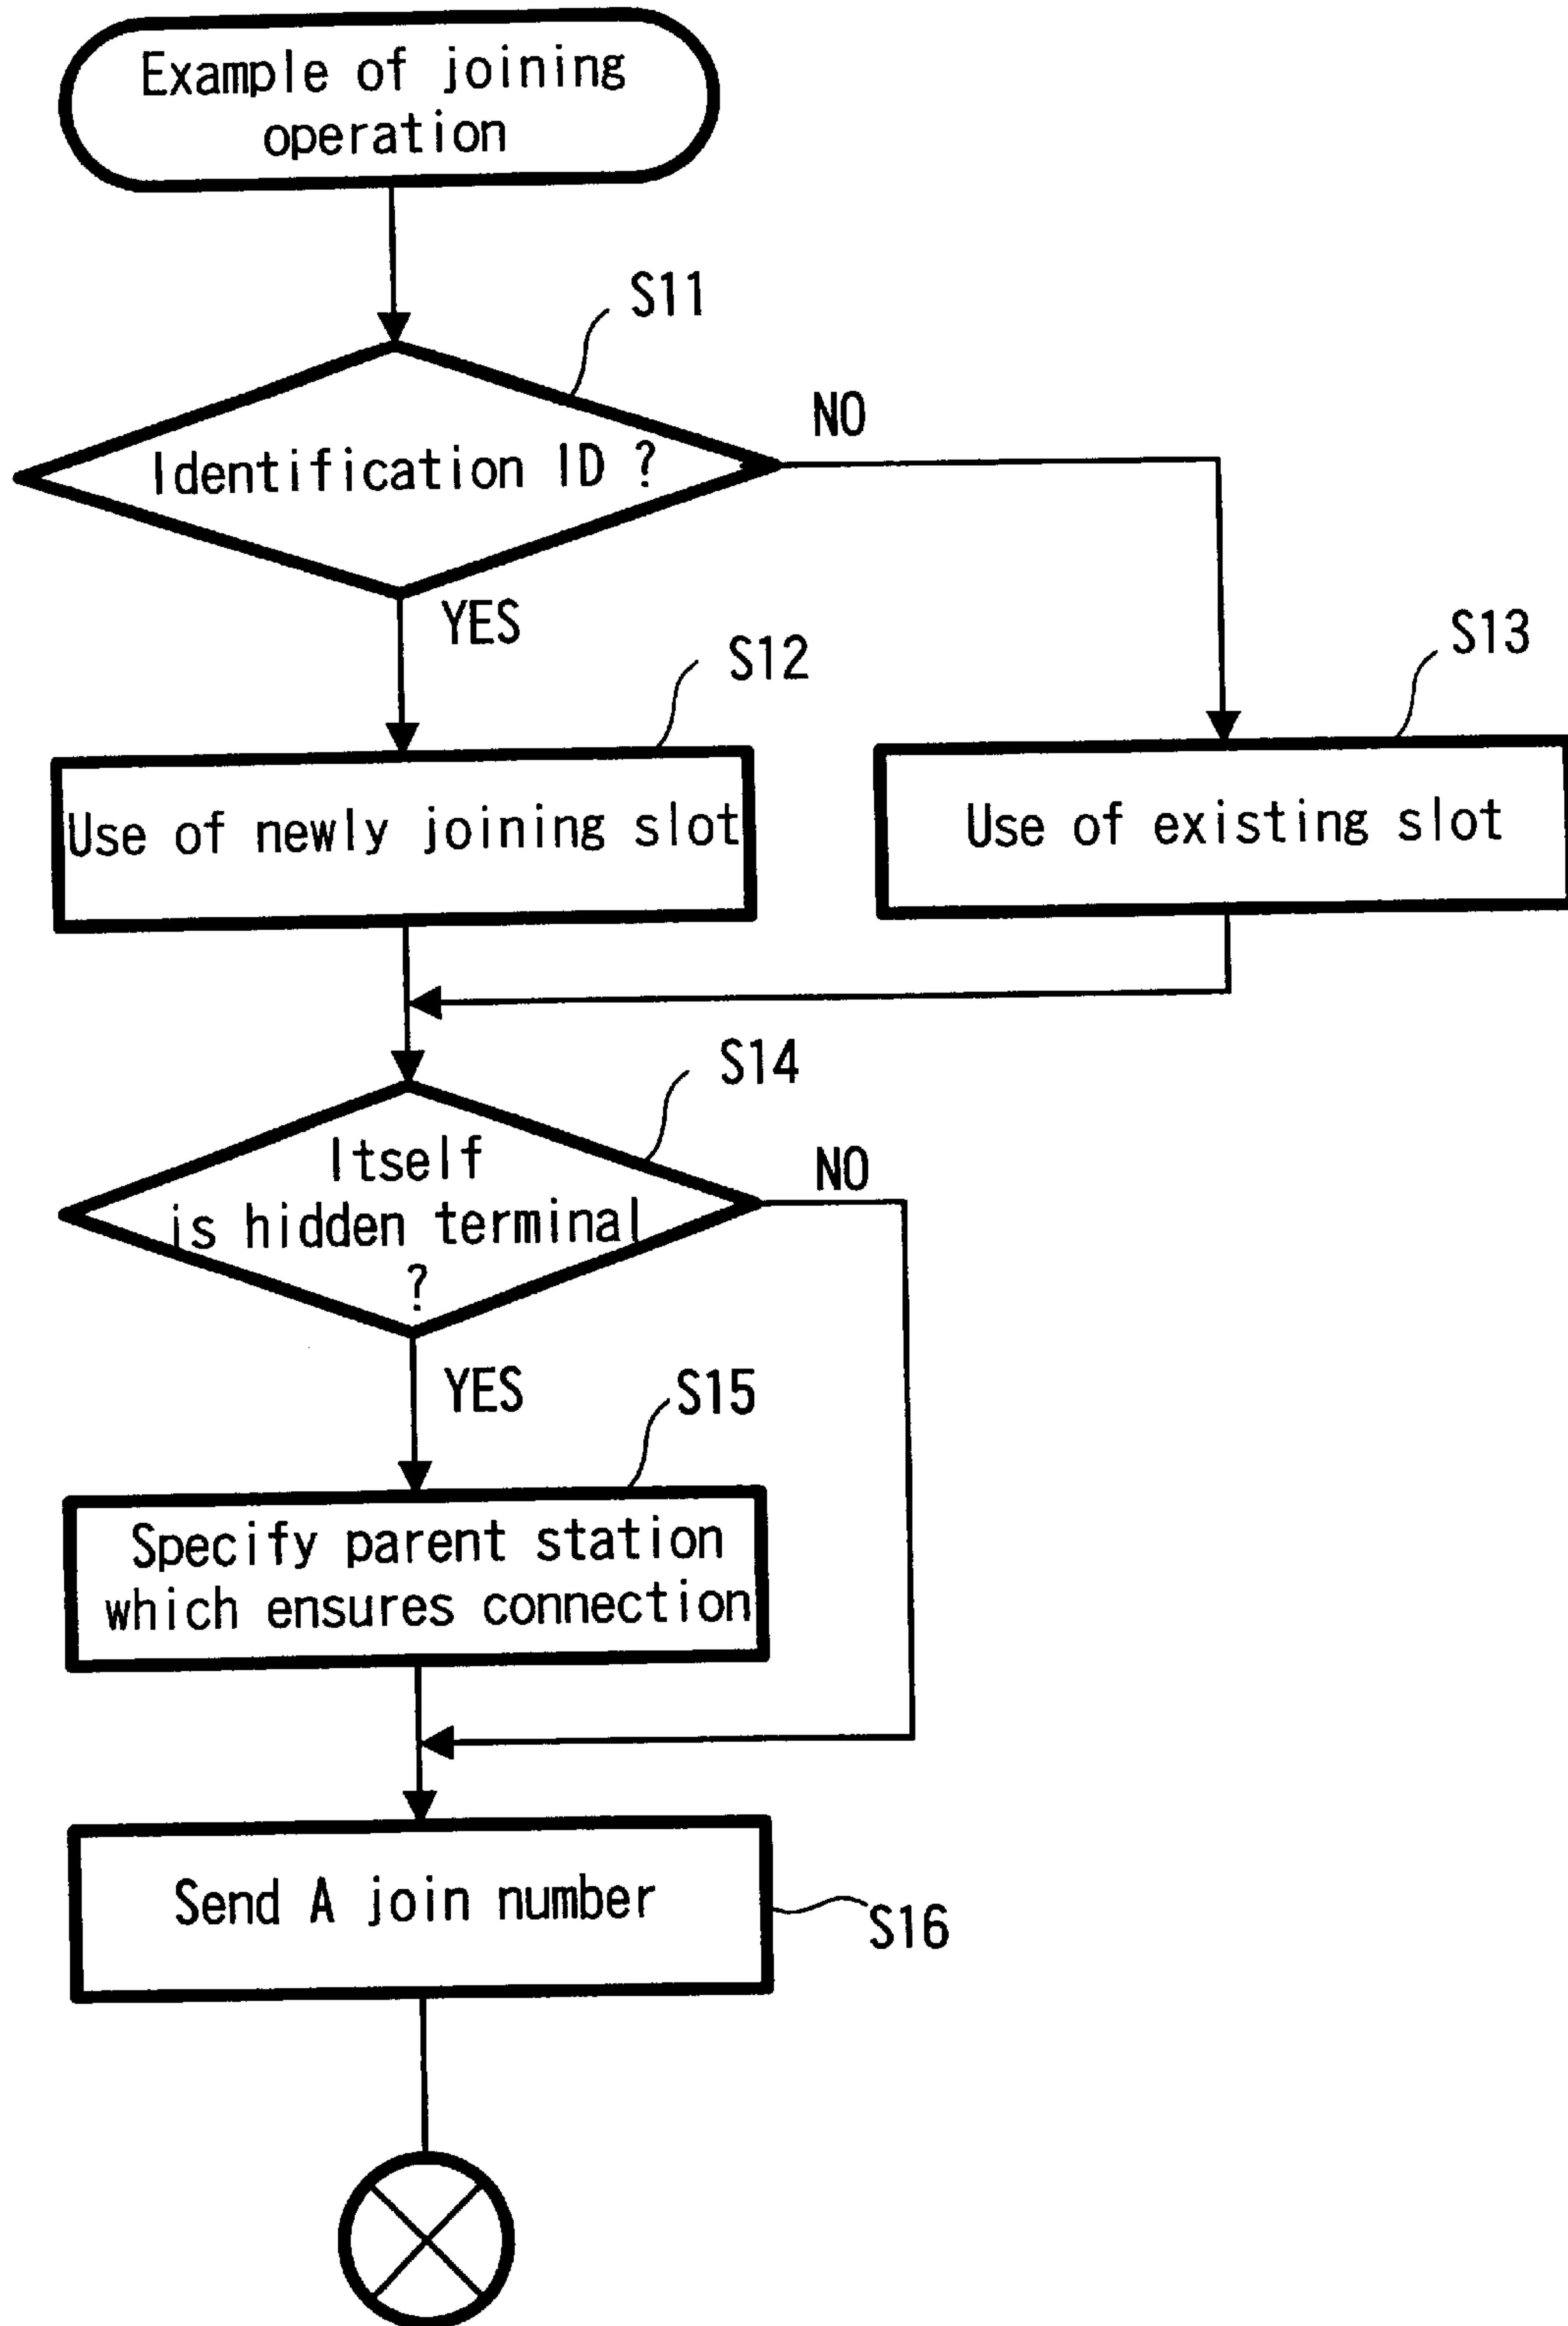 Example of joining
operation
S11
NO
Identification ID ?
YES
S12
S13
Use of newly joining slot
Use of existing slot
S14
Itself
is hidden terminal
?
NO
YES
S15
Specify parent station
which ensures connection
Send A join number
S16